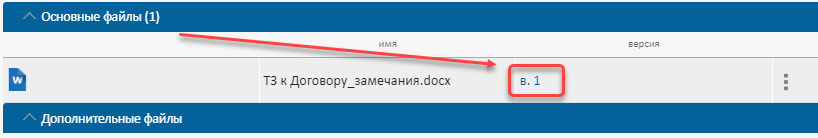 Основные файлы (1)
имя версия
W ТЗ к Договору_замечания.docx в. 1
Дополнительные файлы